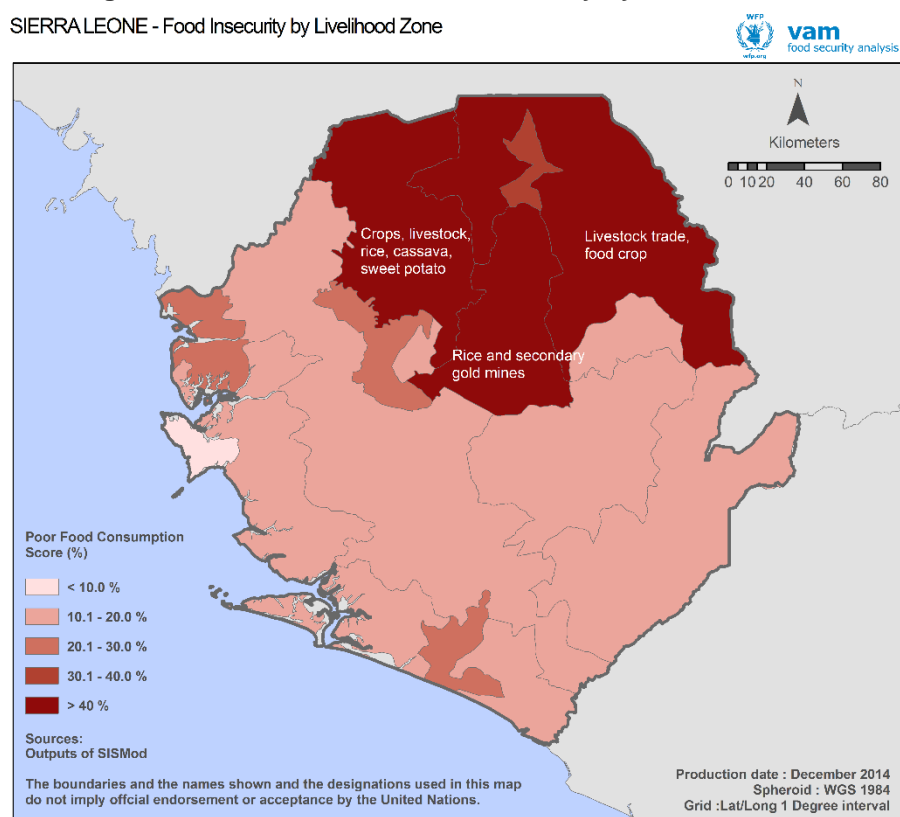 SIERRA LEONE - Food Insecurity by Livelihood Zone
WFP
wfp.org
vam
food security analysis
N
Kilometers
0 10 20 40 60 80
Crops, livestock,
rice, cassava,
sweet potato
Livestock trade,
food crop
Rice and secondary
gold mines
Poor Food Consumption
Score (%)
< 10.0 %
10.1 - 20.0 %
20.1 - 30.0 %
30.1 - 40.0 %
> 40 %
Sources:
Outputs of SISMod
The boundaries and the names shown and the designations used in this map
do not imply offcial endorsement or acceptance by the United Nations.
Production date : December 2014
Spheroid : WGS 1984
Grid :Lat/Long 1 Degree interval